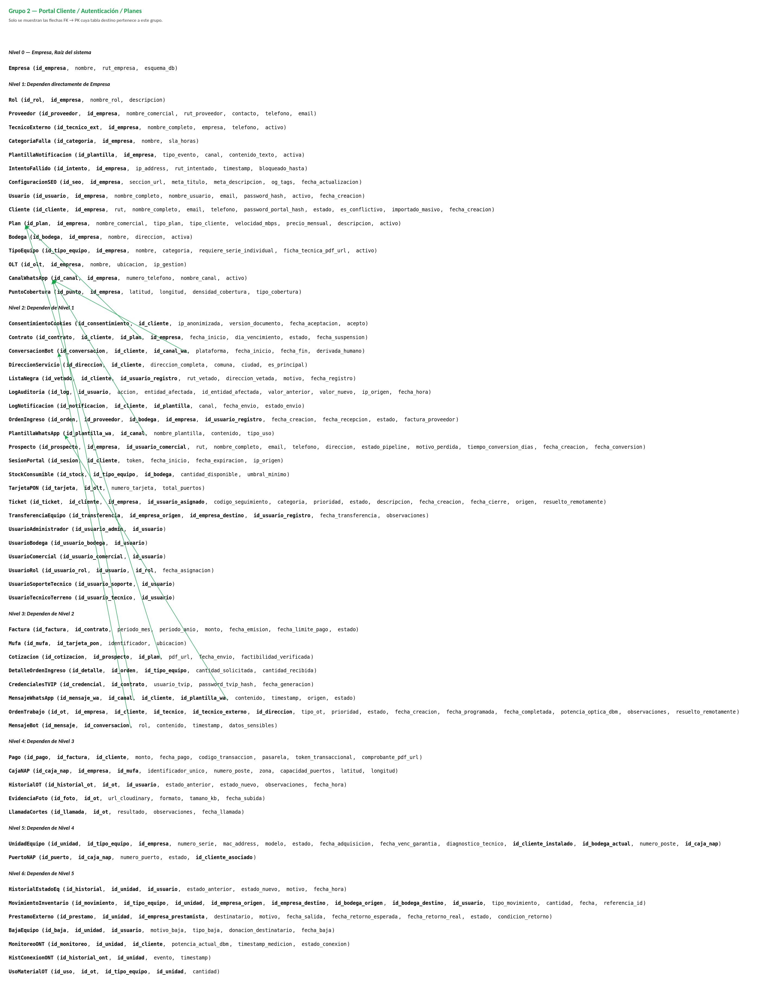 Grupo 2 — Portal Cliente / Autenticación / Planes
Solo se muestran las flechas FK → PK cuya tabla destino pertenece a este grupo.
Nivel 0 — Empresa, Raíz del sistema
Empresa (id_empresa, nombre, rut_empresa, esquema_db)
Nivel 1: Dependen directamente de Empresa
Rol (id_rol, id_empresa, nombre_rol, descripcion)
Proveedor (id_proveedor, id_empresa, nombre_comercial, rut_proveedor, contacto, telefono, email)
TecnicoExterno (id_tecnico_ext, id_empresa, nombre_completo, empresa, telefono, activo)
CategoriaFalla (id_categoria, id_empresa, nombre, sla_horas)
PlantillaNotificacion (id_plantilla, id_empresa, tipo_evento, canal, contenido_texto, activa)
IntentoFallido (id_intento, id_empresa, ip_address, rut_intentado, timestamp, bloqueado_hasta)
ConfiguracionSEO (id_seo, id_empresa, seccion_url, meta_titulo, meta_descripcion, og_tags, fecha_actualizacion)
Usuario (id_usuario, id_empresa, nombre_completo, nombre_usuario, email, password_hash, activo, fecha_creacion)
Cliente (id_cliente, id_empresa, rut, nombre_completo, email, telefono, password_portal_hash, estado, es_conflictivo, importado_masivo, fecha_creacion)
Plan (id_plan, id_empresa, nombre_comercial, tipo_plan, tipo_cliente, velocidad_mbps, precio_mensual, descripcion, activo)
Bodega (id_bodega, id_empresa, nombre, direccion, activa)
TipoEquipo (id_tipo_equipo, id_empresa, nombre, categoria, requiere_serie_individual, ficha_tecnica_pdf_url, activo)
OLT (id_olt, id_empresa, nombre, ubicacion, ip_gestion)
CanalWhatsApp (id_canal, id_empresa, numero_telefono, nombre_canal, activo)
PuntoCobertura (id_punto, id_empresa, latitud, longitud, densidad_cobertura, tipo_cobertura)
Nivel 2: Dependen de Nivel 1
ConsentimientoCookies (id_consentimiento, id_cliente, ip_anonimizada, version_documento, fecha_aceptacion, acepto)
Contrato (id_contrato, id_cliente, id_plan, id_empresa, fecha_inicio, dia_vencimiento, estado, fecha_suspension)
ConversacionBot (id_conversacion, id_cliente, id_canal_wa, plataforma, fecha_inicio, fecha_fin, derivada_humano)
DireccionServicio (id_direccion, id_cliente, direccion_completa, comuna, ciudad, es_principal)
ListaNegra (id_vetado, id_cliente, id_usuario_registro, rut_vetado, direccion_vetada, motivo, fecha_registro)
LogAuditoria (id_log, id_usuario, accion, entidad_afectada, id_entidad_afectada, valor_anterior, valor_nuevo, ip_origen, fecha_hora)
LogNotificacion (id_notificacion, id_cliente, id_plantilla, canal, fecha_envio, estado_envio)
OrdenIngreso (id_orden, id_proveedor, id_bodega, id_empresa, id_usuario_registro, fecha_creacion, fecha_recepcion, estado, factura_proveedor)
PlantillaWhatsApp (id_plantilla_wa, id_canal, nombre_plantilla, contenido, tipo_uso)
Prospecto (id_prospecto, id_empresa, id_usuario_comercial, rut, nombre_completo, email, telefono, direccion, estado_pipeline, motivo_perdida, tiempo_conversion_dias, fecha_creacion, fecha_conversion)
SesionPortal (id_sesion, id_cliente, token, fecha_inicio, fecha_expiracion, ip_origen)
StockConsumible (id_stock, id_tipo_equipo, id_bodega, cantidad_disponible, umbral_minimo)
TarjetaPON (id_tarjeta, id_olt, numero_tarjeta, total_puertos)
Ticket (id_ticket, id_cliente, id_empresa, id_usuario_asignado, codigo_seguimiento, categoria, prioridad, estado, descripcion, fecha_creacion, fecha_cierre, origen, resuelto_remotamente)
TransferenciaEquipo (id_transferencia, id_empresa_origen, id_empresa_destino, id_usuario_registro, fecha_transferencia, observaciones)
UsuarioAdministrador (id_usuario_admin, id_usuario)
UsuarioBodega (id_usuario_bodega, id_usuario)
UsuarioComercial (id_usuario_comercial, id_usuario)
UsuarioRol (id_usuario_rol, id_usuario, id_rol, fecha_asignacion)
UsuarioSoporteTecnico (id_usuario_soporte, id_usuario)
UsuarioTecnicoTerreno (id_usuario_tecnico, id_usuario)
Nivel 3: Dependen de Nivel 2
Factura (id_factura, id_contrato, periodo_mes, periodo_anio, monto, fecha_emision, fecha_limite_pago, estado)
Mufa (id_mufa, id_tarjeta_pon, identificador, ubicacion)
Cotizacion (id_cotizacion, id_prospecto, id_plan, pdf_url, fecha_envio, factibilidad_verificada)
DetalleOrdenIngreso (id_detalle, id_orden, id_tipo_equipo, cantidad_solicitada, cantidad_recibida)
CredencialesTVIP (id_credencial, id_contrato, usuario_tvip, password_tvip_hash, fecha_generacion)
MensajeWhatsApp (id_mensaje_wa, id_canal, id_cliente, id_plantilla_wa, contenido, timestamp, origen, estado)
OrdenTrabajo (id_ot, id_empresa, id_cliente, id_tecnico, id_tecnico_externo, id_direccion, tipo_ot, prioridad, estado, fecha_creacion, fecha_programada, fecha_completada, potencia_optica_dbm, observaciones, resuelto_remotamente)
MensajeBot (id_mensaje, id_conversacion, rol, contenido, timestamp, datos_sensibles)
Nivel 4: Dependen de Nivel 3
Pago (id_pago, id_factura, id_cliente, monto, fecha_pago, codigo_transaccion, pasarela, token_transaccional, comprobante_pdf_url)
CajaNAP (id_caja_nap, id_empresa, id_mufa, identificador_unico, numero_poste, zona, capacidad_puertos, latitud, longitud)
HistorialOT (id_historial_ot, id_ot, id_usuario, estado_anterior, estado_nuevo, observaciones, fecha_hora)
EvidenciaFoto (id_foto, id_ot, url_cloudinary, formato, tamano_kb, fecha_subida)
LlamadaCortes (id_llamada, id_ot, resultado, observaciones, fecha_llamada)
Nivel 5: Dependen de Nivel 4
UnidadEquipo (id_unidad, id_tipo_equipo, id_empresa, numero_serie, mac_address, modelo, estado, fecha_adquisicion, fecha_venc_garantia, diagnostico_tecnico, id_cliente_instalado, id_bodega_actual, numero_poste, id_caja_nap)
PuertoNAP (id_puerto, id_caja_nap, numero_puerto, estado, id_cliente_asociado)
Nivel 6: Dependen de Nivel 5
HistorialEstadoEq (id_historial, id_unidad, id_usuario, estado_anterior, estado_nuevo, motivo, fecha_hora)
MovimientoInventario (id_movimiento, id_tipo_equipo, id_unidad, id_empresa_origen, id_empresa_destino, id_bodega_origen, id_bodega_destino, id_usuario, tipo_movimiento, cantidad, fecha, referencia_id)
PrestamoExterno (id_prestamo, id_unidad, id_empresa_prestamista, destinatario, motivo, fecha_salida, fecha_retorno_esperada, fecha_retorno_real, estado, condicion_retorno)
BajaEquipo (id_baja, id_unidad, id_usuario, motivo_baja, tipo_baja, donacion_destinatario, fecha_baja)
MonitoreoONT (id_monitoreo, id_unidad, id_cliente, potencia_actual_dbm, timestamp_medicion, estado_conexion)
HistConexionONT (id_historial_ont, id_unidad, evento, timestamp)
UsoMaterialOT (id_uso, id_ot, id_tipo_equipo, id_unidad, cantidad)